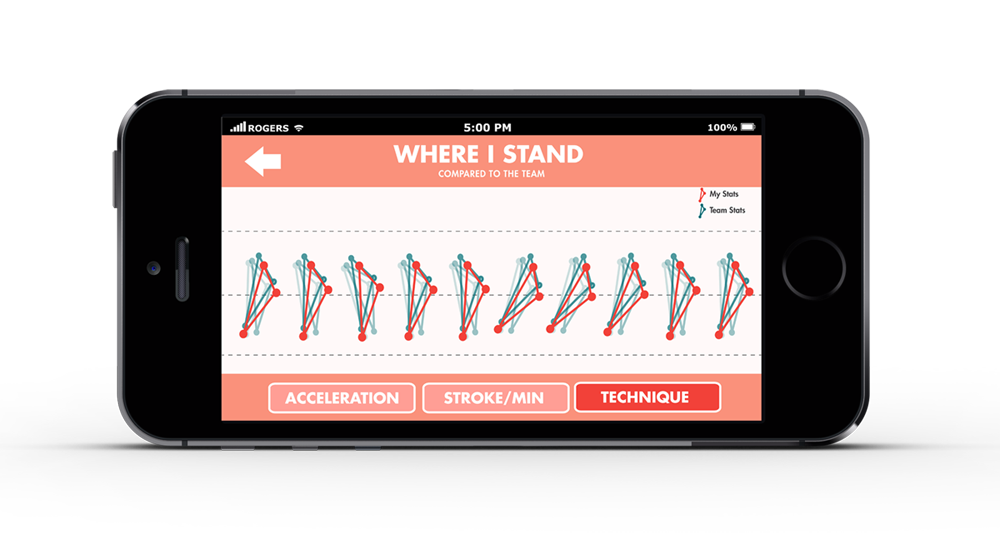 ROGERS 5:00 PM 100%
WHERE I STAND
COMPARED TO THE TEAM
My Stats
Team Stats
ACCELERATION STROKE/MIN TECHNIQUE